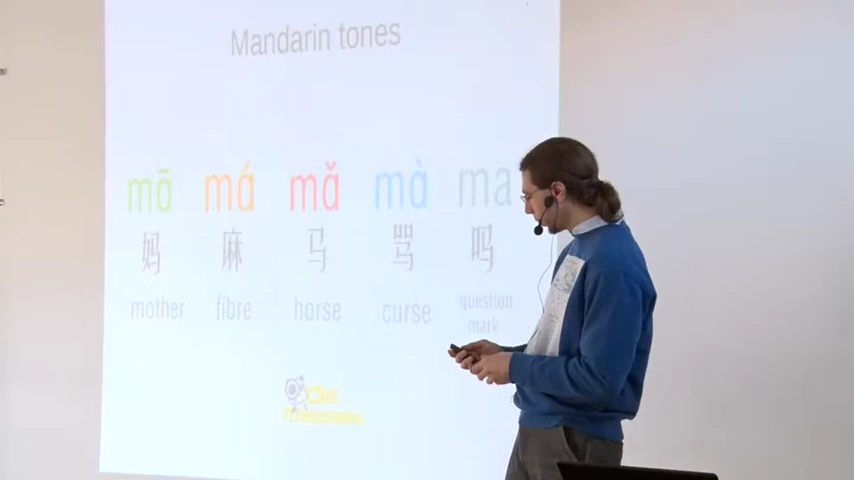 Mandarin tones
mā má mǎ mà ma
妈 麻 马 骂 吗
mother fibre horse curse question mark